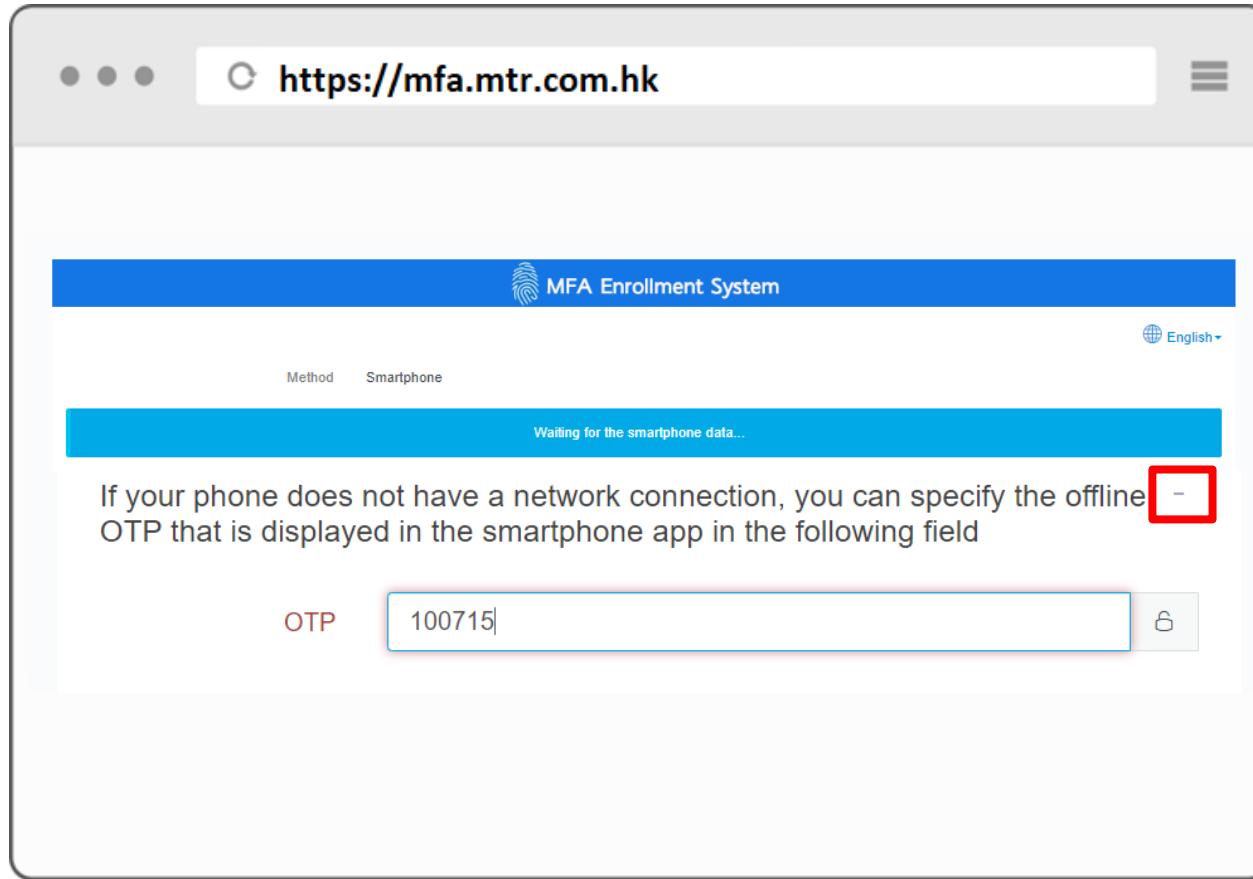 https://mfa.mtr.com.hk
MFA Enrollment System
English
Method Smartphone
Waiting for the smartphone data...
If your phone does not have a network connection, you can specify the offline -
OTP that is displayed in the smartphone app in the following field
OTP 100715